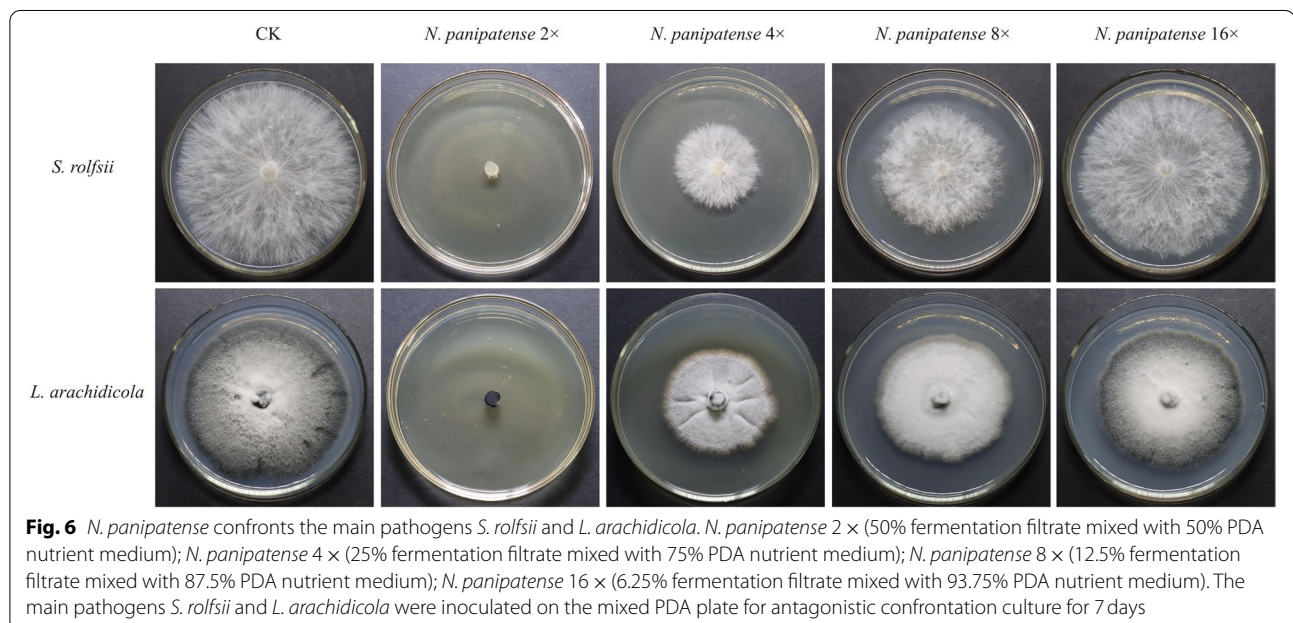 CK
N. panipatense 2×
N. panipatense 4×
N. panipatense 8×
N. panipatense 16×
S. rolfsii
L. arachidicola
Fig. 6 N. panipatense confronts the main pathogens S. rolfsii and L. arachidicola. N. panipatense 2 × (50% fermentation filtrate mixed with 50% PDA
nutrient medium); N. panipatense 4 × (25% fermentation filtrate mixed with 75% PDA nutrient medium); N. panipatense 8 × (12.5% fermentation
filtrate mixed with 87.5% PDA nutrient medium); N. panipatense 16 × (6.25% fermentation filtrate mixed with 93.75% PDA nutrient medium). The
main pathogens S. rolfsii and L. arachidicola were inoculated on the mixed PDA plate for antagonistic confrontation culture for 7 days